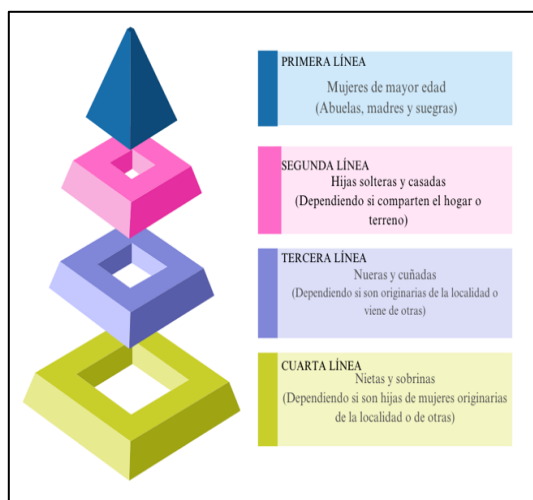 PRIMERA LÍNEA
Mujeres de mayor edad
(Abuelas, madres y suegras)
SEGUNDA LÍNEA
Hijas solteras y casadas
(Dependiendo si comparten el hogar o
terreno)
TERCERA LÍNEA
Nueras y cuñadas
(Dependiendo si son originarias de la localidad o
viene de otras)
CUARTA LÍNEA
Nietas y sobrinas
(Dependiendo si son hijas de mujeres originarias
de la localidad o de otras)